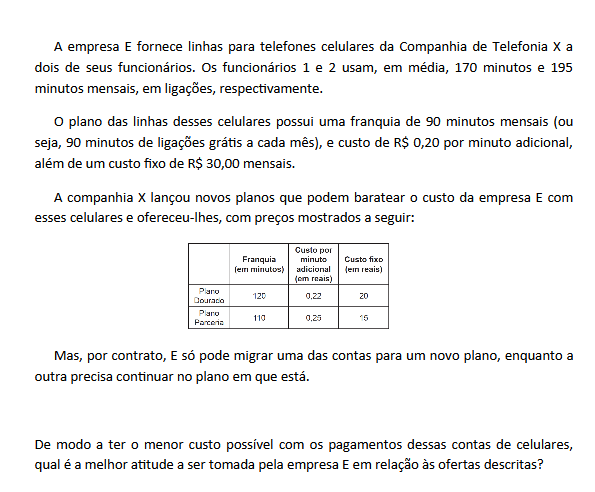 A empresa E fornece linhas para telefones celulares da Companhia de Telefonia X a
dois de seus funcionários. Os funcionários 1 e 2 usam, em média, 170 minutos e 195
minutos mensais, em ligações, respectivamente.
O plano das linhas desses celulares possui uma franquia de 90 minutos mensais (ou
seja, 90 minutos de ligações grátis a cada mês), e custo de R$ 0,20 por minuto adicional,
além de um custo fixo de R$ 30,00 mensais.
A companhia X lançou novos planos que podem baratear o custo da empresa E com
esses celulares e ofereceu-lhes, com preços mostrados a seguir:
Franquia
(em minutos)
Custo por
minuto
adicional
(em reais)
Custo fixo
(em reais)
Plano
Dourado
120
0,22
20
Plano
Parceria
110
0,25
15
Mas, por contrato, E só pode migrar uma das contas para um novo plano, enquanto a
outra precisa continuar no plano em que está.
De modo a ter o menor custo possível com os pagamentos dessas contas de celulares,
qual é a melhor atitude a ser tomada pela empresa E em relação às ofertas descritas?